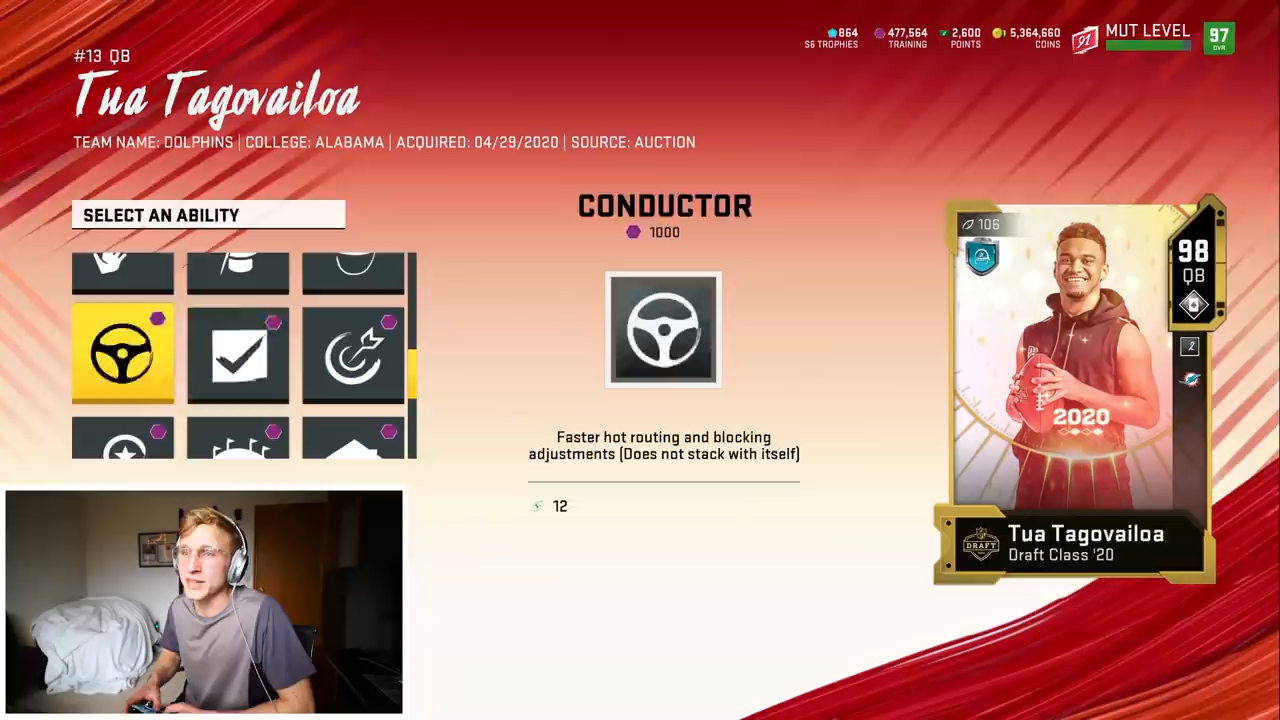 #13 QB
Tua Tagovailoa
TEAM NAME: DOLPHINS | COLLEGE: ALABAMA | ACQUIRED: 04/29/2020 | SOURCE: AUCTION
864
S6 TROPHIES
477,564
TRAINING
2,600
POINTS
5,364,660
COINS
91
MUT LEVEL
97
OVR
SELECT AN ABILITY
CONDUCTOR
1000
Faster hot routing and blocking
adjustments (Does not stack with itself)
12
106
98
QB
2
2020
DRAFT
Tua Tagovailoa
Draft Class '20